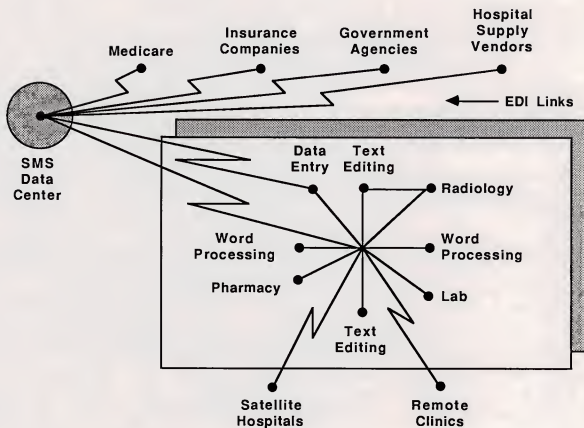 Hospital
Supply
Vendors
Medicare
Insurance
Companies
Government
Agencies
EDI Links
SMS
Data
Center
Data
Entry
Text
Editing
Radiology
Word
Processing
Word
Processing
Pharmacy
Lab
Text
Editing
Satellite
Hospitals
Remote
Clinics